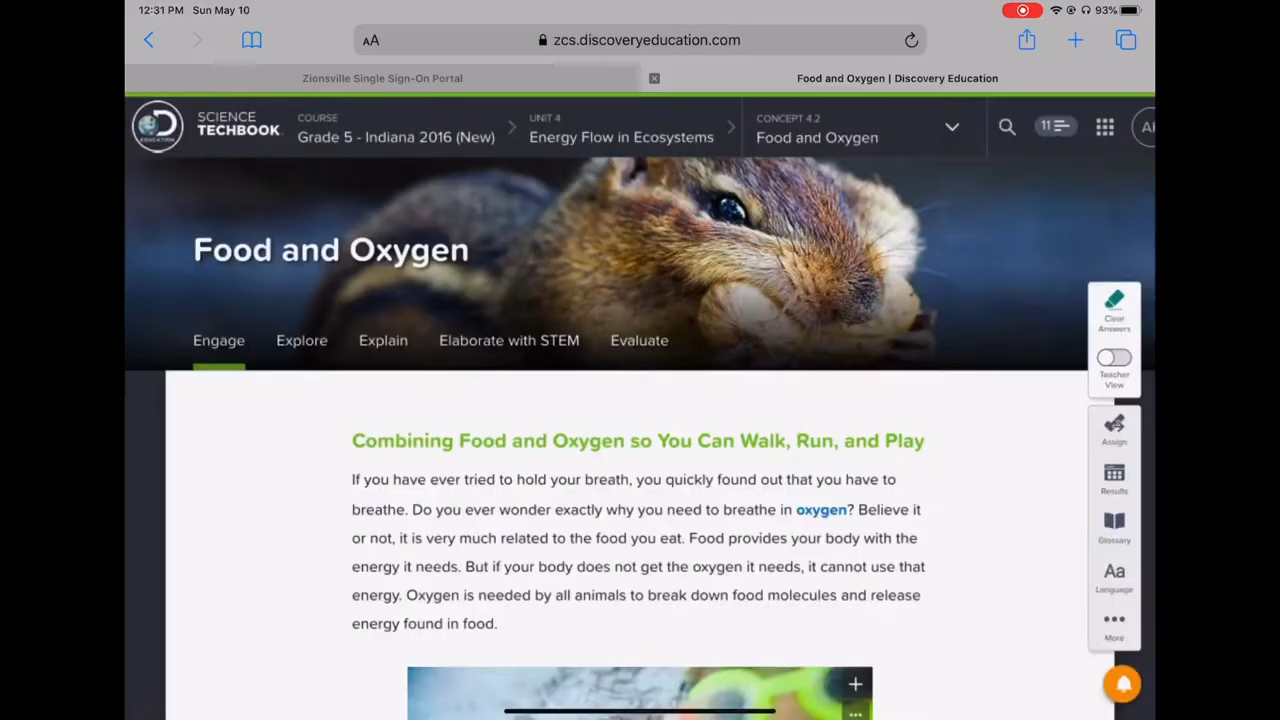 12:31 PM Sun May 10
93%
AA
zcs.discoveryeducation.com
Zionsville Single Sign-On Portal
Food and Oxygen | Discovery Education
EDUCATION
SCIENCE
TECHBOOK
COURSE
Grade 5 - Indiana 2016 (New)
UNIT 4
Energy Flow in Ecosystems
CONCEPT 4.2
Food and Oxygen
11
Food and Oxygen
Engage
Explore
Explain
Elaborate with STEM
Evaluate
Clear
Answers
Teacher
View
Assign
Results
Glossary
Aa
Language
More
Combining Food and Oxygen so You Can Walk, Run, and Play
If you have ever tried to hold your breath, you quickly found out that you have to
breathe. Do you ever wonder exactly why you need to breathe in oxygen? Believe it
or not, it is very much related to the food you eat. Food provides your body with the
energy it needs. But if your body does not get the oxygen it needs, it cannot use that
energy. Oxygen is needed by all animals to break down food molecules and release
energy found in food.